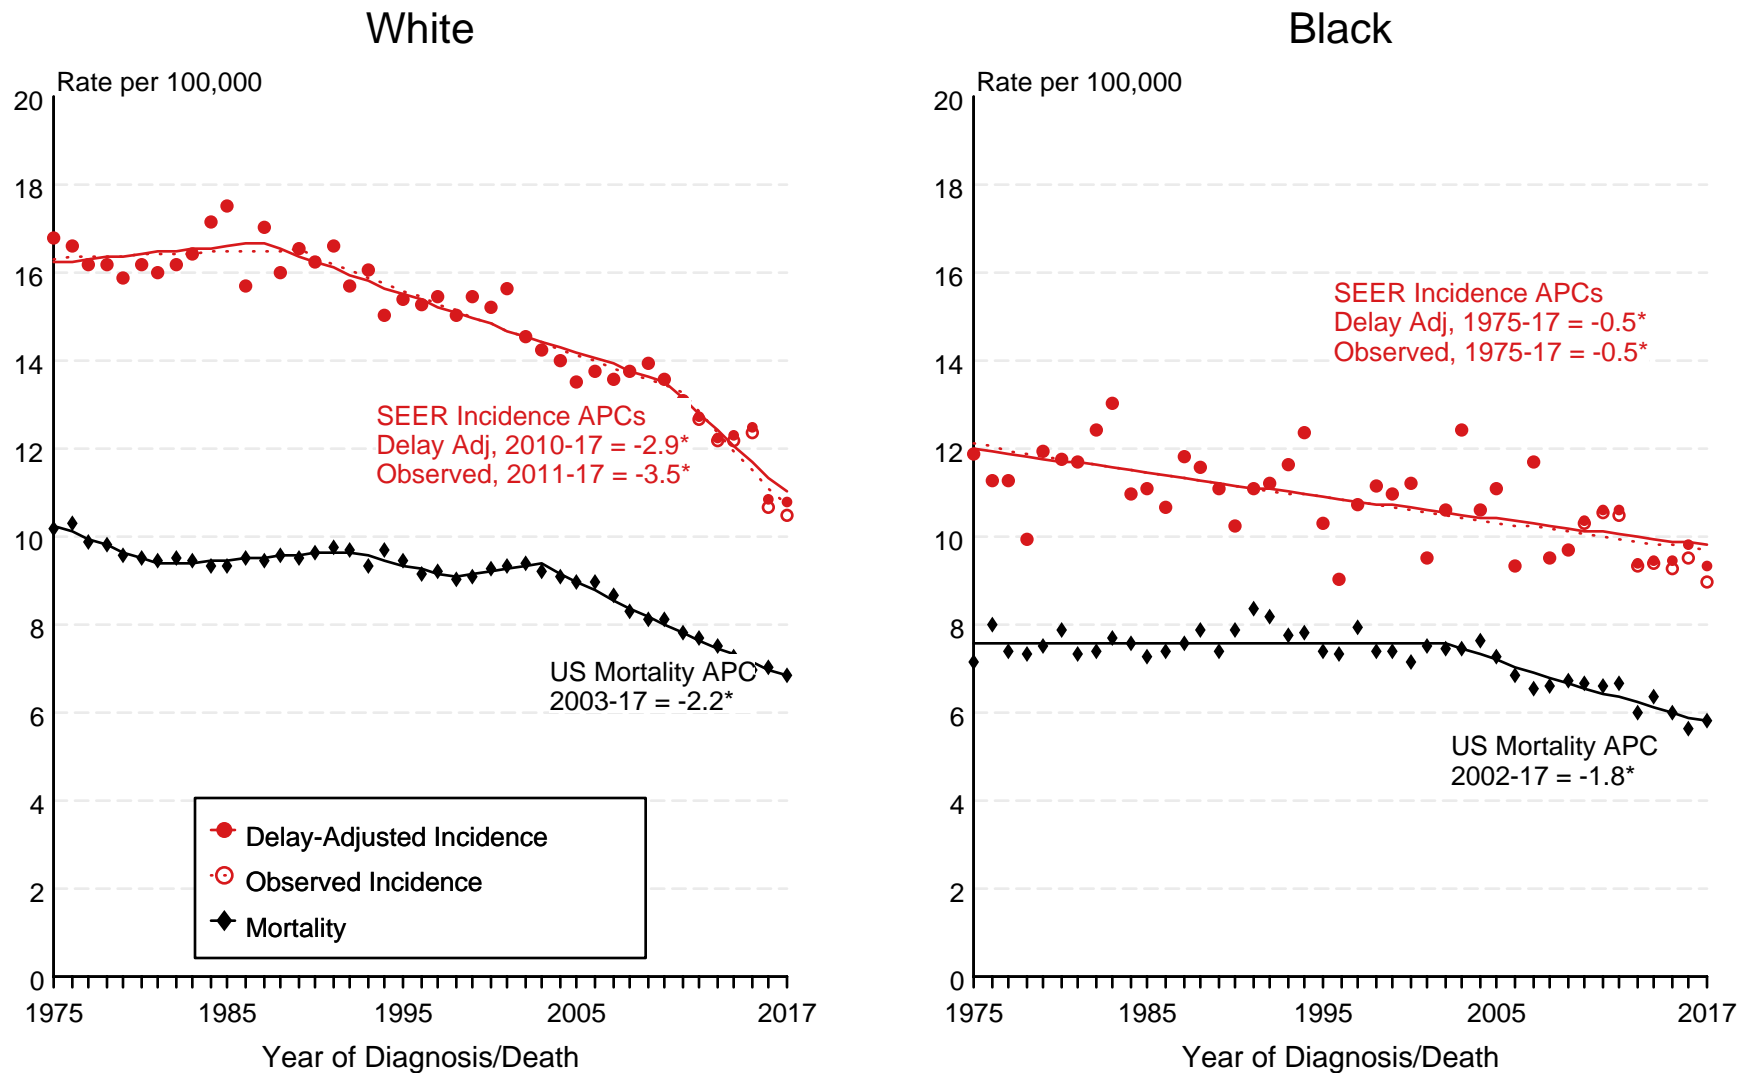 White
Rate per 100,000
20
18
16
14
12
10
8
6
4
2
0
SEER Incidence APCs
Delay Adj, 2010-17 = -2.9*
Observed, 2011-17 = -3.5*
US Mortality APC
2003-17 = -2.2*
Delay-Adjusted Incidence
Observed Incidence
Mortality
1975 1985 1995 2005 2017
Year of Diagnosis/Death
Black
Rate per 100,000
20
18
16
14
12
10
8
6
4
2
0
SEER Incidence APCs
Delay Adj, 1975-17 = -0.5*
Observed, 1975-17 = -0.5*
US Mortality APC
2002-17 = -1.8*
1975 1985 1995 2005 2017
Year of Diagnosis/Death